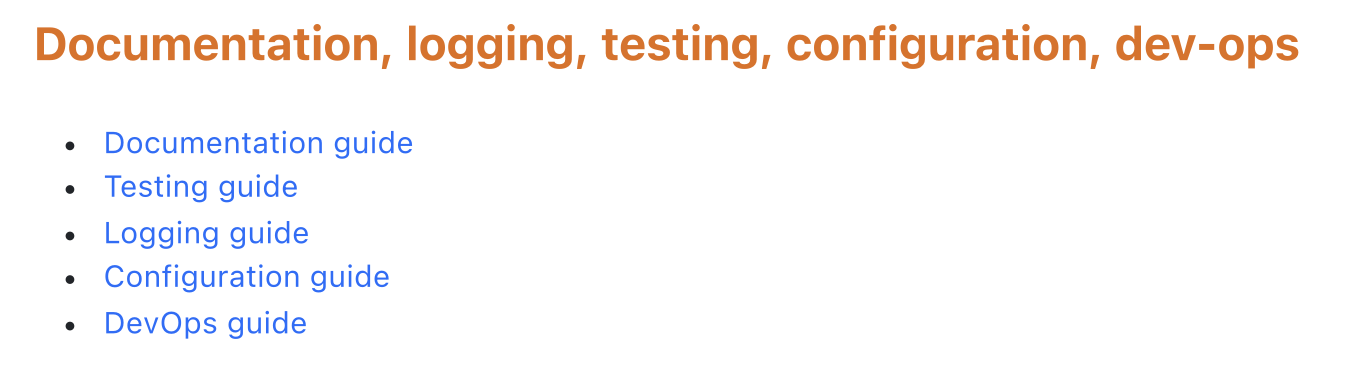 Documentation, logging, testing, configuration, dev-ops
Documentation guide
Testing guide
Logging guide
Configuration guide
DevOps guide